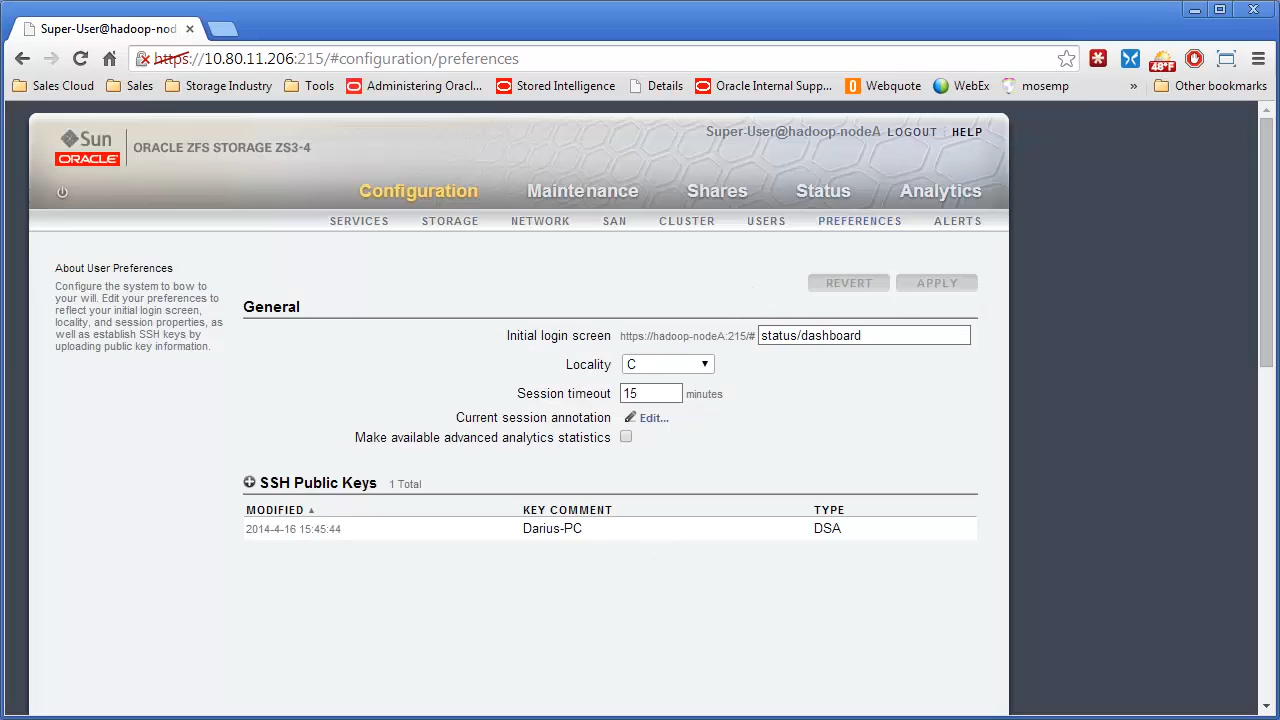 Super-User@hadoop-nod
https://10.80.11.206:215/#configuration/preferences
48°F
Sales Cloud
Sales
Storage Industry
Tools
Administering Or...
Stored Intelligence
Details
Oracle Internal Supp...
Webquote
WebEx
mosemp
»
Other bookmarks
Super-User@hadoop-nodeA LOGOUT HELP
Sun
ORACLE
ORACLE ZFS STORAGE ZS3-4
Configuration Maintenance Shares Status Analytics
SERVICES STORAGE NETWORK SAN CLUSTER USERS PREFERENCES ALERTS
About User Preferences
Configure the system to bow to
your will. Edit your preferences to
reflect your initial login screen,
locality, and session properties, as
well as establish SSH keys by
uploading public key information.
REVERT APPLY
General
Initial login screen https://hadoop-nodeA:215/# status/dashboard
Locality C
Session timeout 15 minutes
Current session annotation Edit...
Make available advanced analytics statistics
SSH Public Keys 1 Total
MODIFIED KEY COMMENT TYPE
2014-4-16 15:45:44 Darius-PC DSA